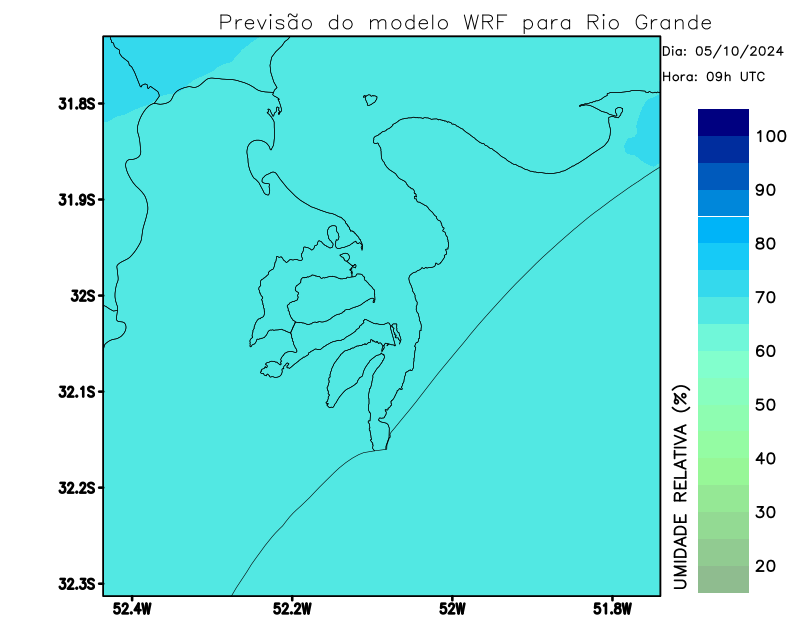 Previsão do modelo WRF para Rio Grande
Dia: 05/10/2024
Hora: 09h UTC
31.8S
31.9S
32S
32.1S
32.2S
32.3S
52.4W
52.2W
52W
51.8W
100
90
80
70
60
50
40
30
20
UMIDADE RELATIVA (%)